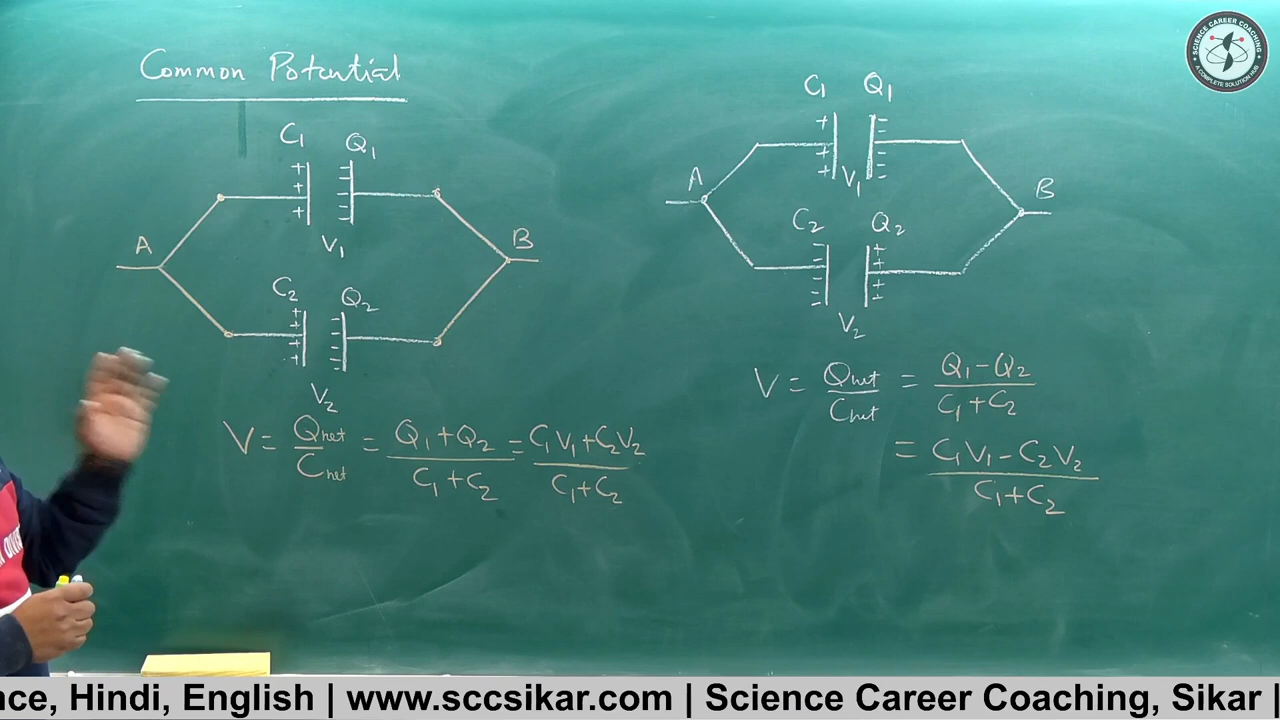 Common Potential
C₁ Q₁
+ + +
− − − − −
V₁
A B
C₂ Q₂
+ + + +
− − − − −
V₂
V = Qnet/Cnet = (Q₁+Q₂)/(C₁+C₂) = (C₁V₁+C₂V₂)/(C₁+C₂)
C₁ Q₁
+ + +
− − − − −
V₁
A B
C₂ Q₂
− − − − −
+ + + +
V₂
V = Qnet/Cnet = (Q₁−Q₂)/(C₁+C₂)
= (C₁V₁−C₂V₂)/(C₁+C₂)
SCIENCE CAREER COACHING
A COMPLETE SOLUTION HUB
nce, Hindi, English | www.sccsikar.com | Science Career Coaching, Sikar |